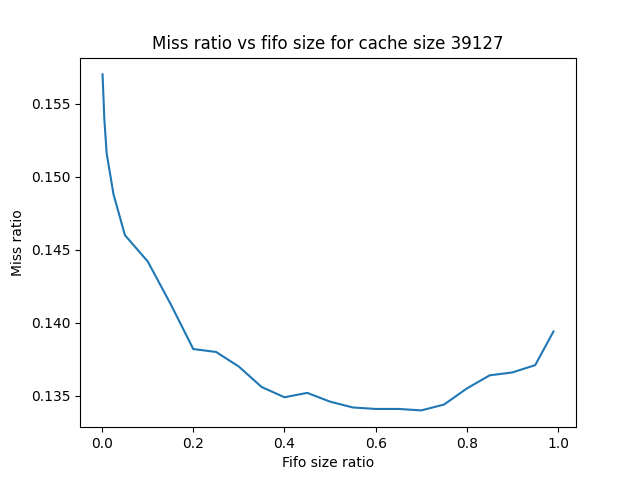 Miss ratio vs fifo size for cache size 39127
0.155
0.150
0.145
0.140
0.135
Miss ratio
0.0 0.2 0.4 0.6 0.8 1.0
Fifo size ratio